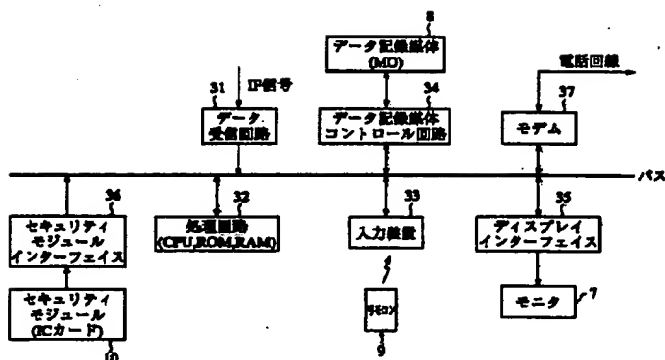 8
データ記録媒体
(MO)
電話回線
IP信号
31
データ
受信回路
34
データ記録媒体
コントロール回路
37
モデム
バス
36
セキュリティ
モジュール
インターフェイス
32
処理回路
(CPU,ROM,RAM)
33
入力装置
35
ディスプレイ
インターフェイス
セキュリティ
モジュール
(ICカード)
10
リモコン
9
モニタ
7